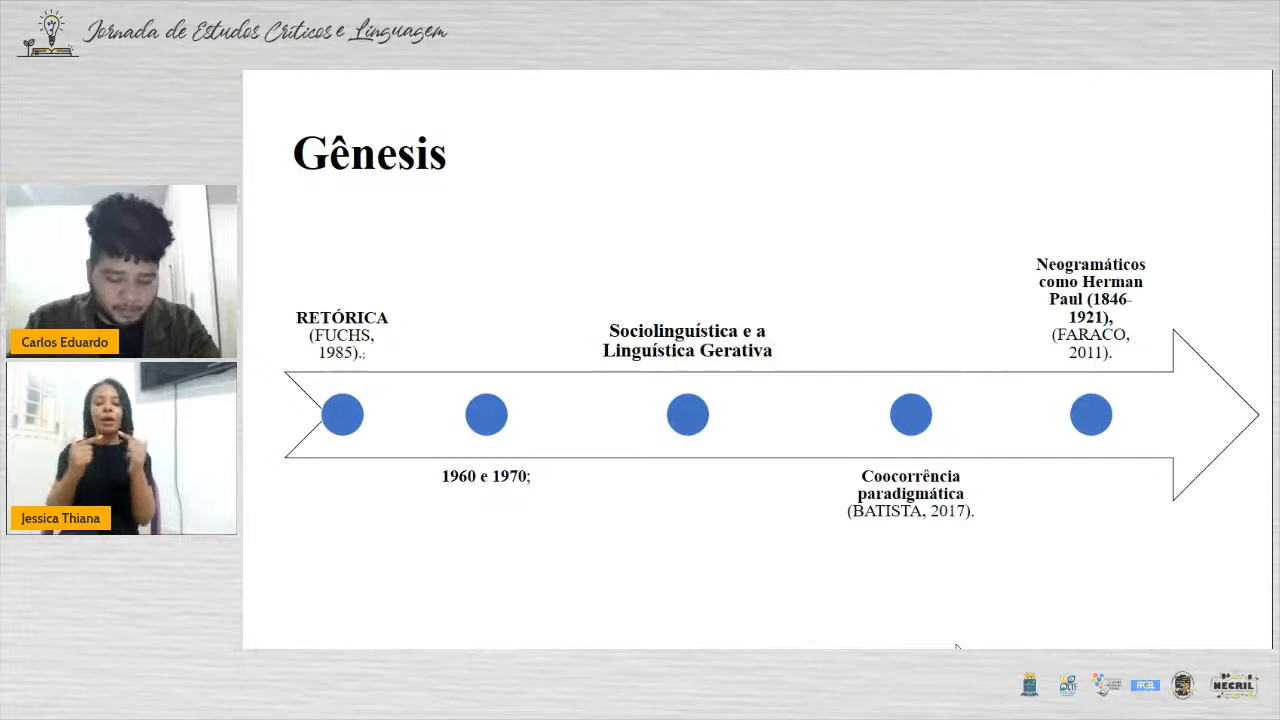 Jornada de Estudos Críticos e Linguagem
Gênesis
Carlos Eduardo
Jessica Thiana
RETÓRICA
(FUCHS,
1985).;
1960 e 1970;
Sociolinguística e a
Linguística Gerativa
Coocorrência
paradigmática
(BATISTA, 2017).
Neogramáticos
como Herman
Paul (1846-
1921),
(FARACO,
2011).
PPGEL
NECRIL